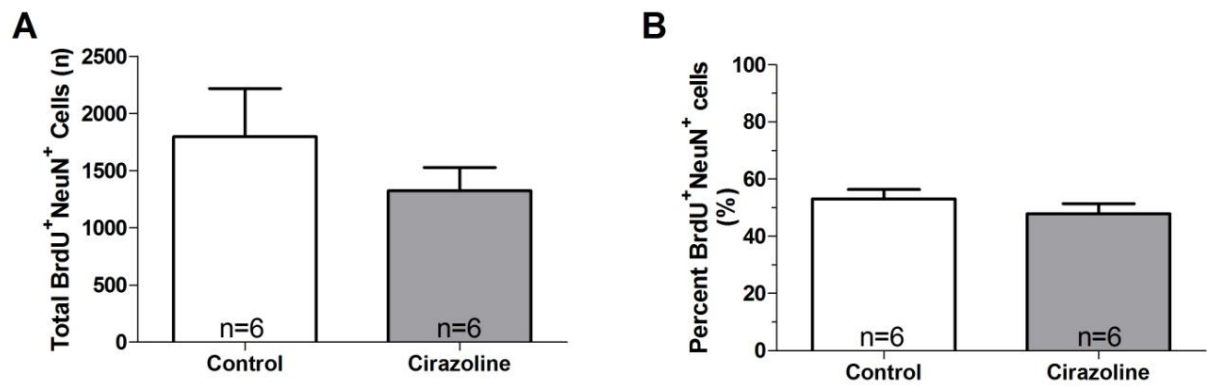 A
Total BrdU⁺NeuN⁺ Cells (n)
2500
2000
1500
1000
500
0
n=6
n=6
Control
Cirazoline
B
Percent BrdU⁺NeuN⁺ cells
(%)
100
80
60
40
20
0
n=6
n=6
Control
Cirazoline